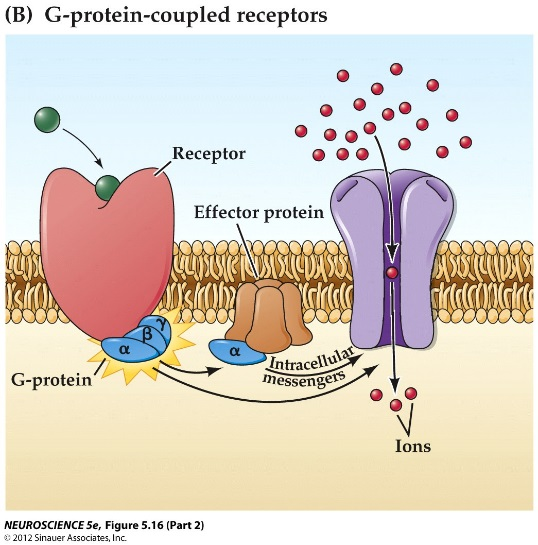 (B) G-protein-coupled receptors
Receptor
Effector protein
γ
β
α
α
G-protein
Intracellular
messengers
Ions
NEUROSCIENCE 5e, Figure 5.16 (Part 2)
© 2012 Sinauer Associates, Inc.